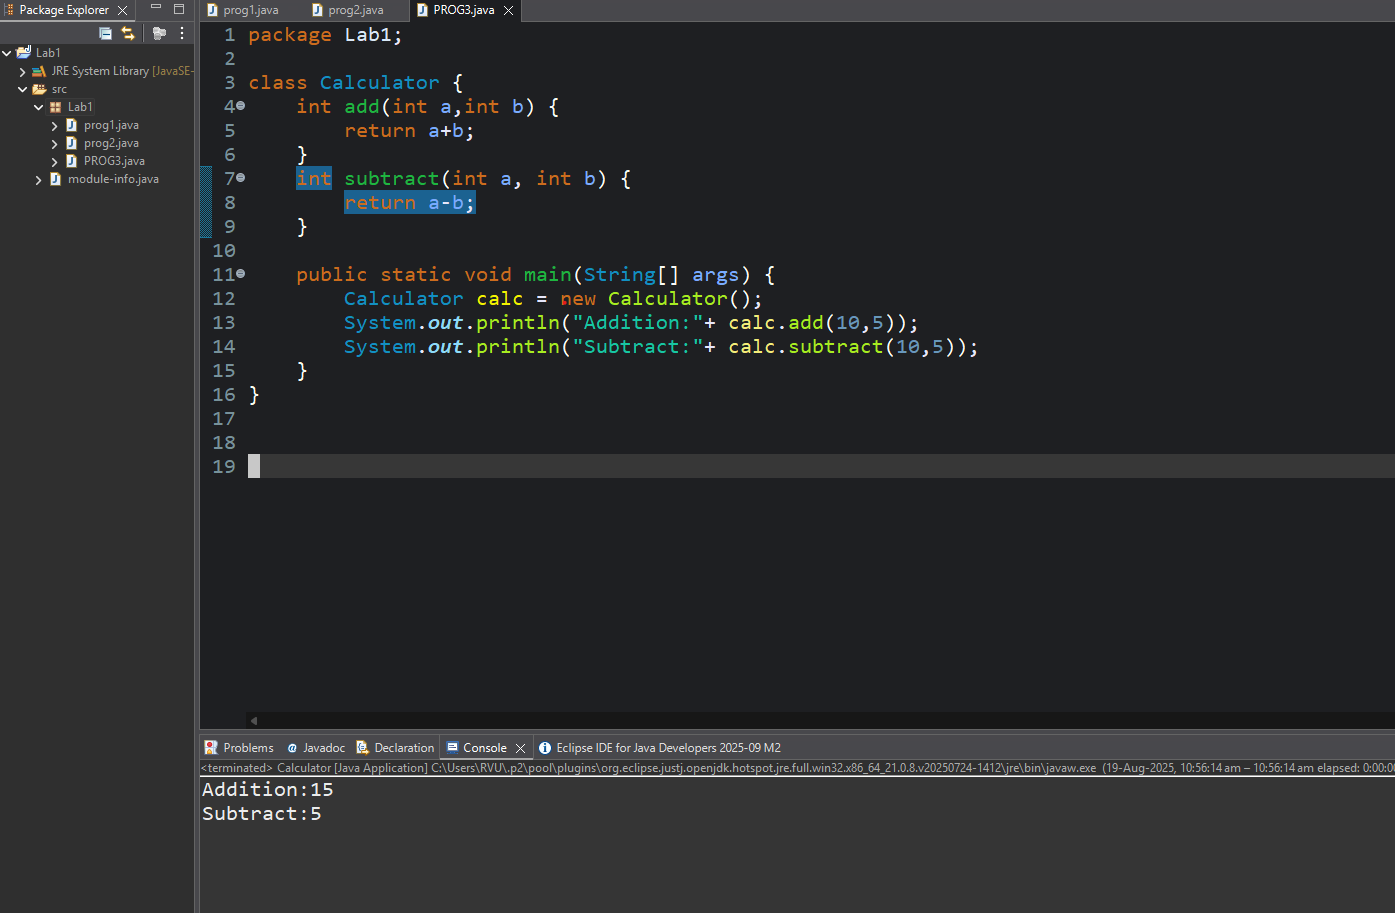 Package Explorer
prog1.java
prog2.java
PROG3.java
Lab1
JRE System Library [JavaSE-
src
Lab1
prog1.java
prog2.java
PROG3.java
module-info.java
1 package Lab1;
2
3 class Calculator {
4 int add(int a,int b) {
5 return a+b;
6 }
7 int subtract(int a, int b) {
8 return a-b;
9 }
10
11 public static void main(String[] args) {
12 Calculator calc = new Calculator();
13 System.out.println("Addition:"+ calc.add(10,5));
14 System.out.println("Subtract:"+ calc.subtract(10,5));
15 }
16 }
17
18
19
Problems
Javadoc
Declaration
Console
Eclipse IDE for Java Developers 2025-09 M2
<terminated> Calculator [Java Application] C:\Users\RVU\.p2\pool\plugins\org.eclipse.justj.openjdk.hotspot.jre.full.win32.x86_64_21.0.8.v20250724-1412\jre\bin\javaw.exe (19-Aug-2025, 10:56:14 am – 10:56:14 am elapsed: 0:00:00
Addition:15
Subtract:5